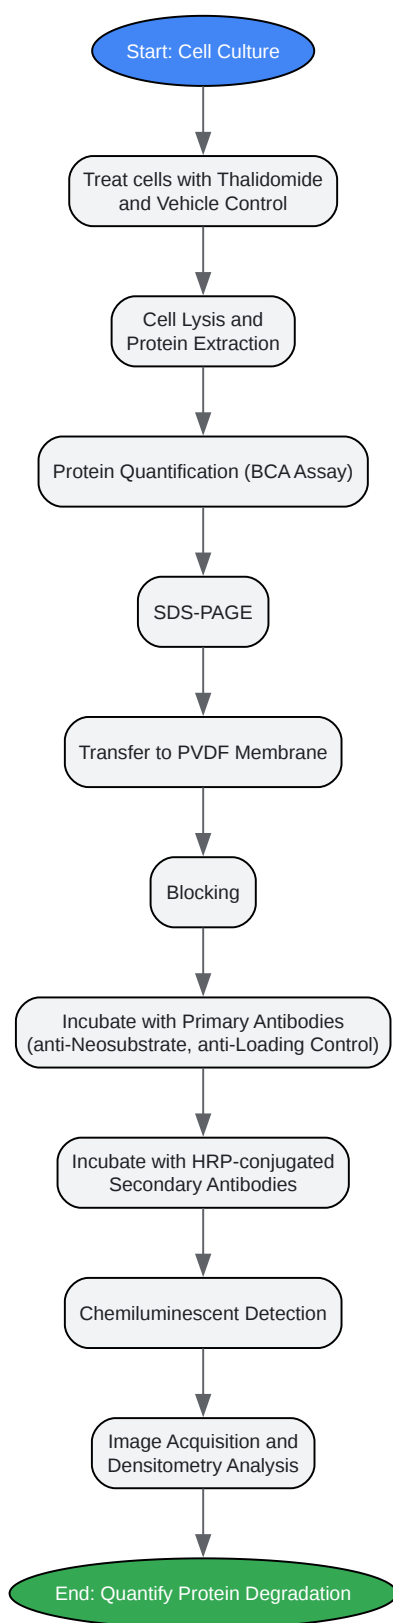 Start: Cell Culture
Treat cells with Thalidomide
and Vehicle Control
Cell Lysis and
Protein Extraction
Protein Quantification (BCA Assay)
SDS-PAGE
Transfer to PVDF Membrane
Blocking
Incubate with Primary Antibodies
(anti-Neosubstrate, anti-Loading Control)
Incubate with HRP-conjugated
Secondary Antibodies
Chemiluminescent Detection
Image Acquisition and
Densitometry Analysis
End: Quantify Protein Degradation